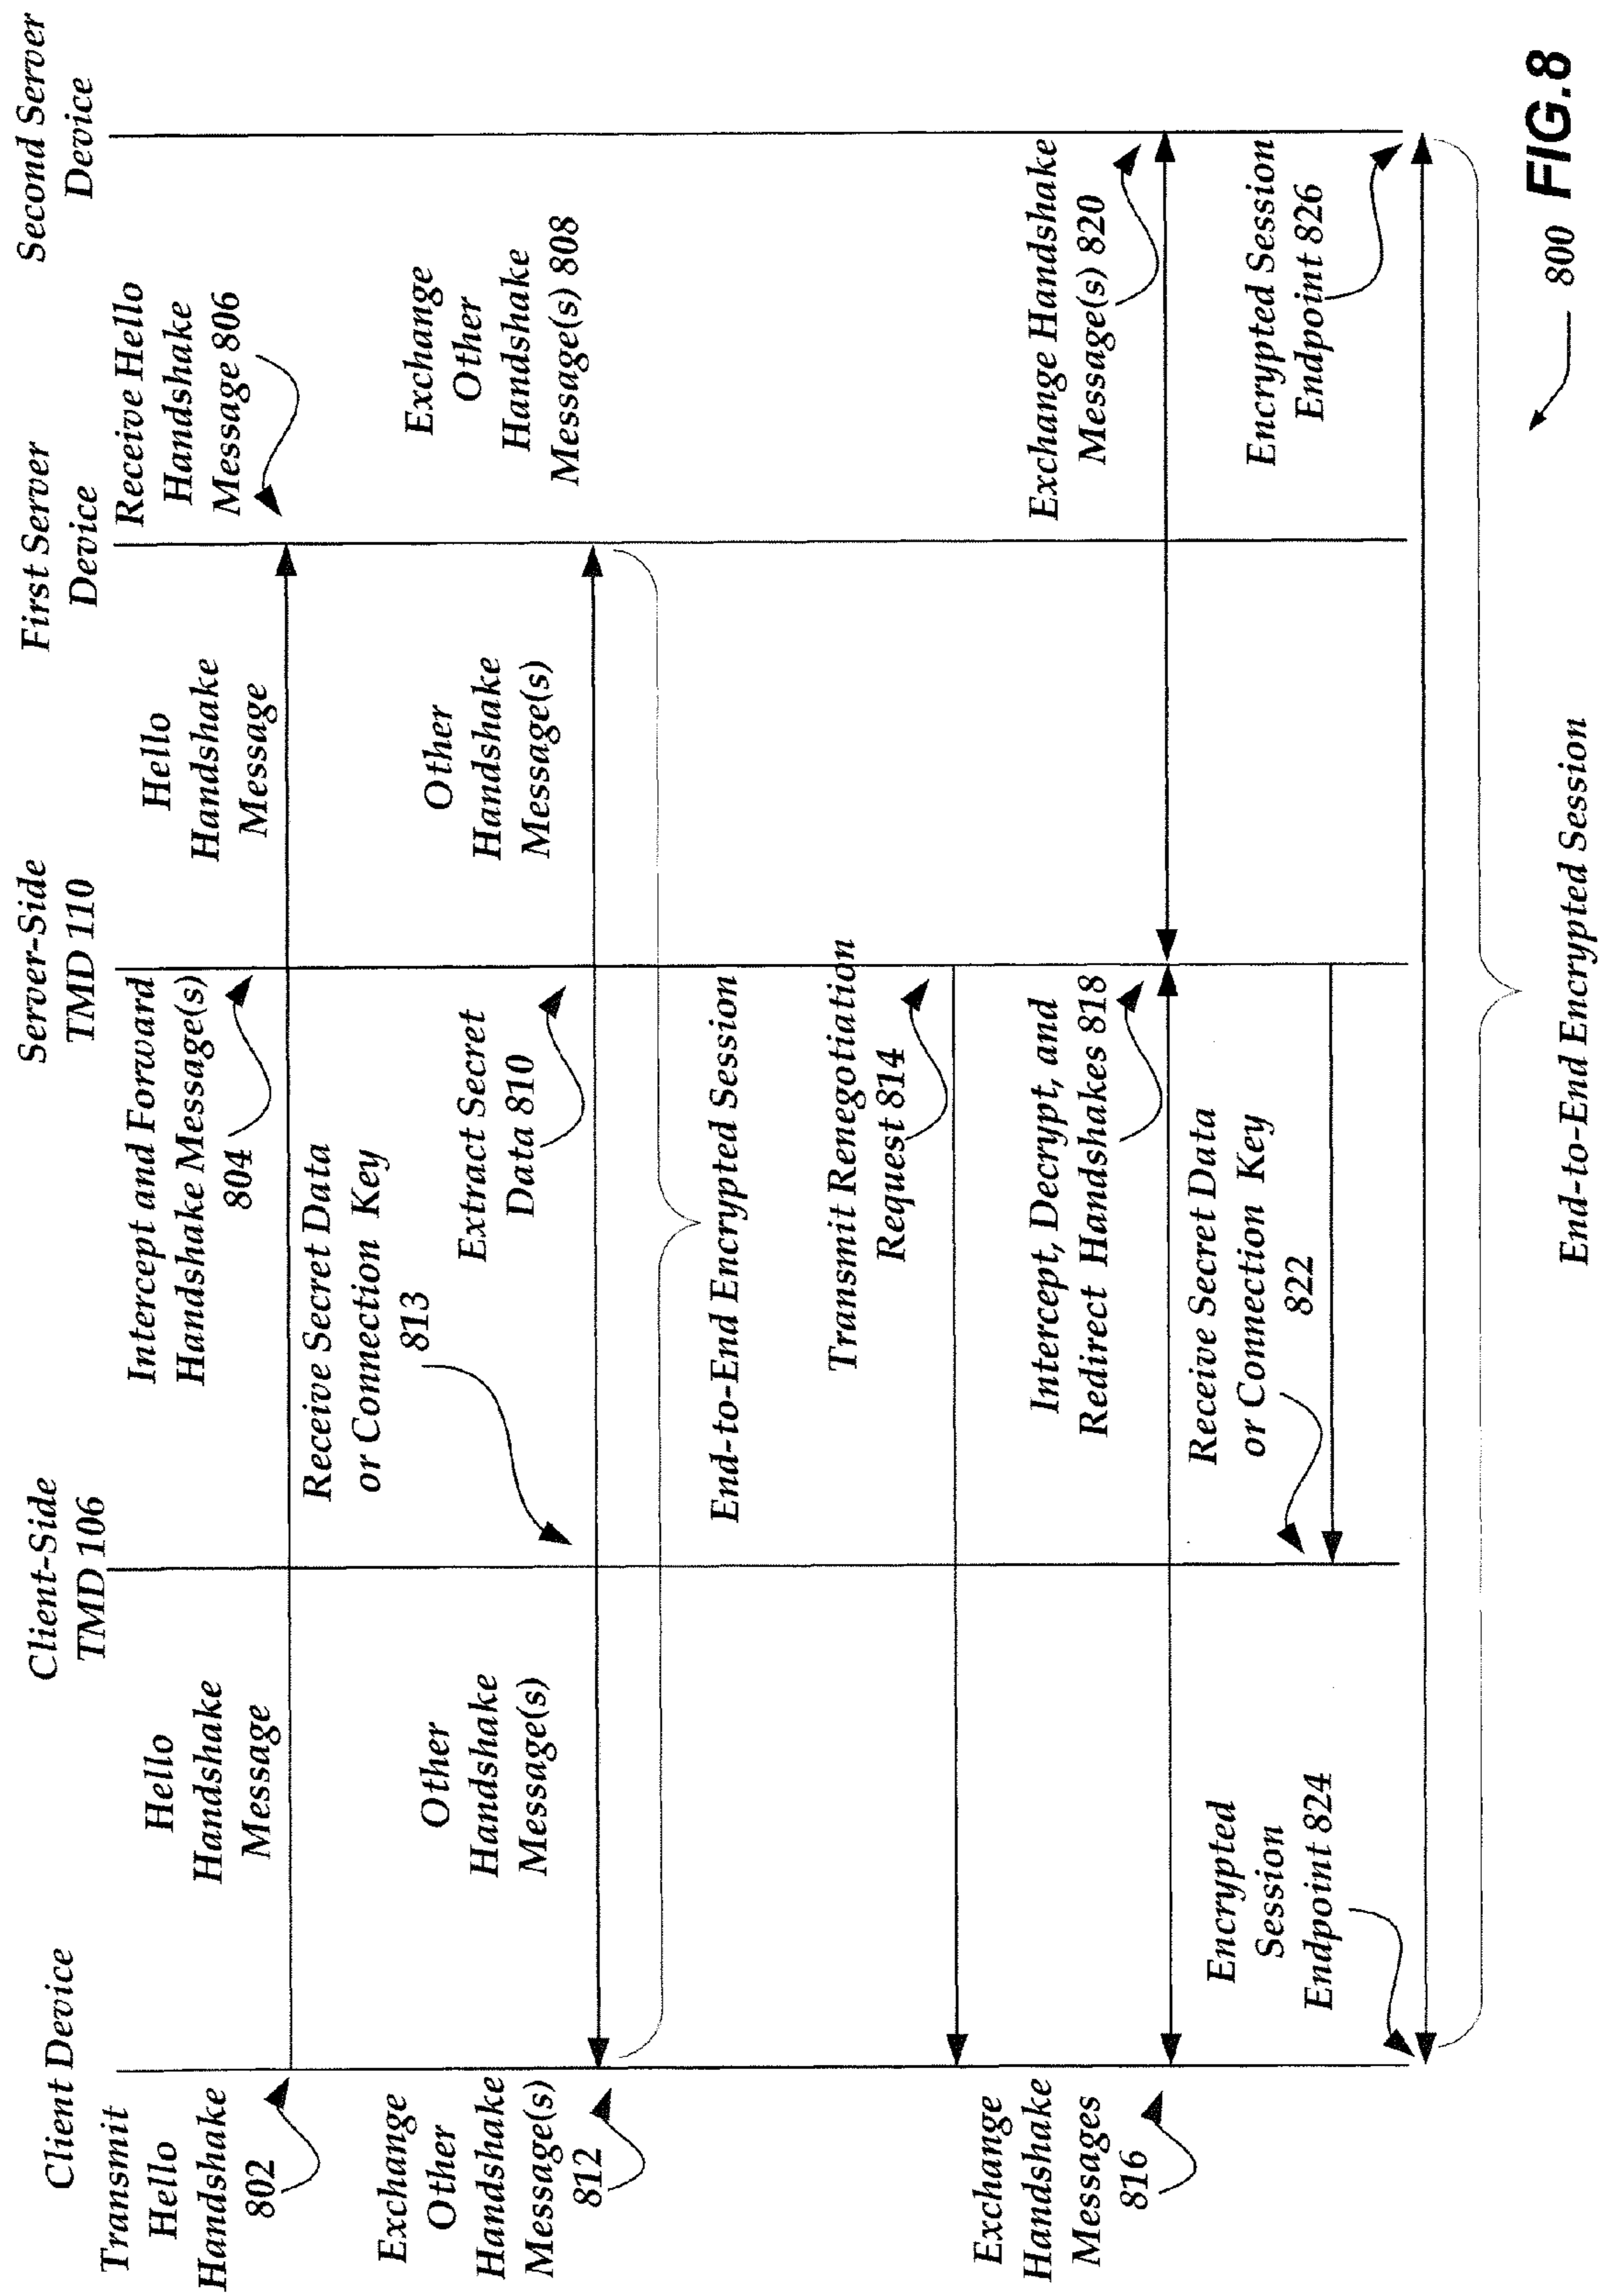 Client Device
Client-Side
TMD 106
Server-Side
TMD 110
First Server
Device
Second Server
Device
Transmit
Hello
Handshake
802
Hello
Handshake
Message
Intercept and Forward
Handshake Message(s)
804
Hello
Handshake
Message
Receive Hello
Handshake
Message 806
Receive Secret Data
or Connection Key
813
Exchange
Other
Handshake
Message(s)
812
Other
Handshake
Message(s)
Extract Secret
Data 810
Other
Handshake
Message(s)
Exchange
Other
Handshake
Message(s) 808
End-to-End Encrypted Session
Transmit Renegotiation
Request 814
Exchange
Handshake
Messages
816
Intercept, Decrypt, and
Redirect Handshakes 818
Exchange Handshake
Message(s) 820
Receive Secret Data
or Connection Key
822
Encrypted
Session
Endpoint 824
Encrypted Session
Endpoint 826
End-to-End Encrypted Session
800 FIG.8